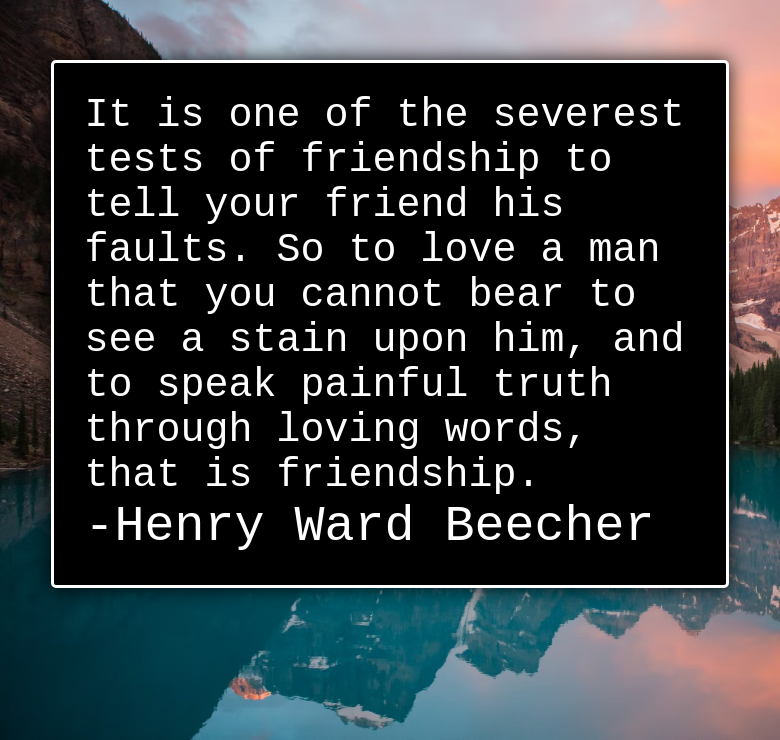 It is one of the severest
tests of friendship to
tell your friend his
faults. So to love a man
that you cannot bear to
see a stain upon him, and
to speak painful truth
through loving words,
that is friendship.
-Henry Ward Beecher